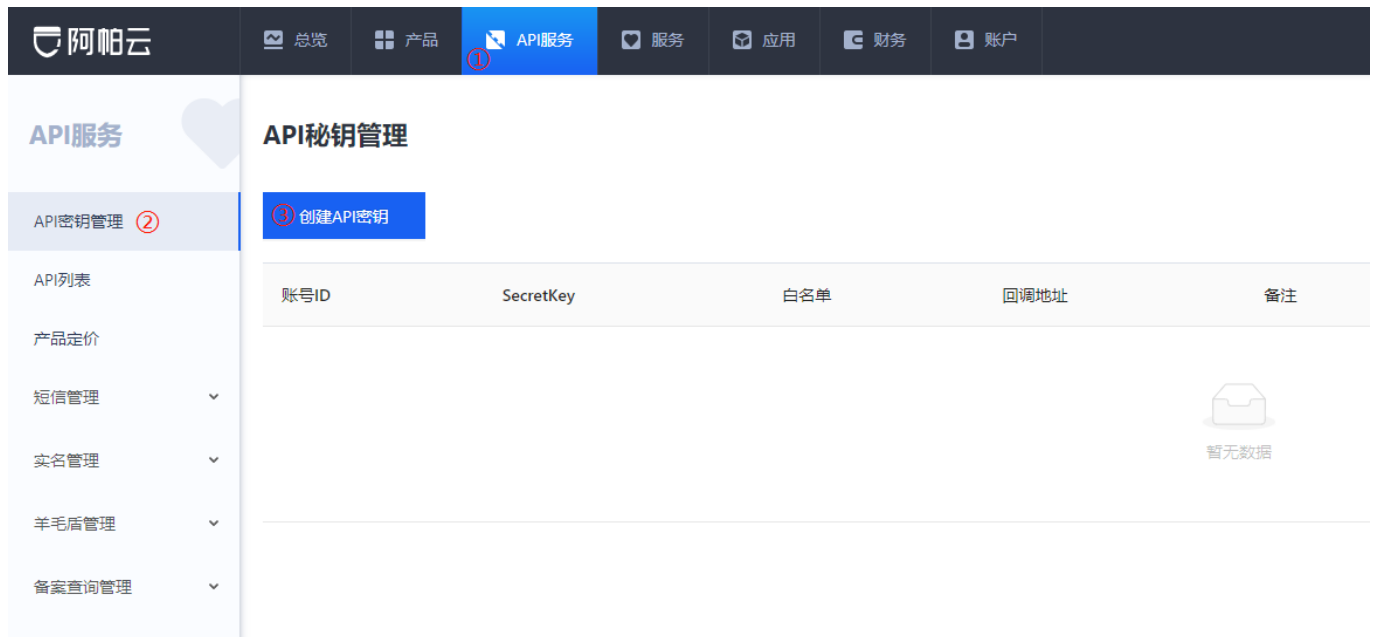 阿帕云 总览 产品 ① API服务 服务 应用 财务 账户
API服务
API密钥管理 ②
API列表
产品定价
短信管理
实名管理
羊毛盾管理
备案查询管理
API秘钥管理
③ 创建API密钥
账号ID SecretKey 白名单 回调地址 备注
暂无数据